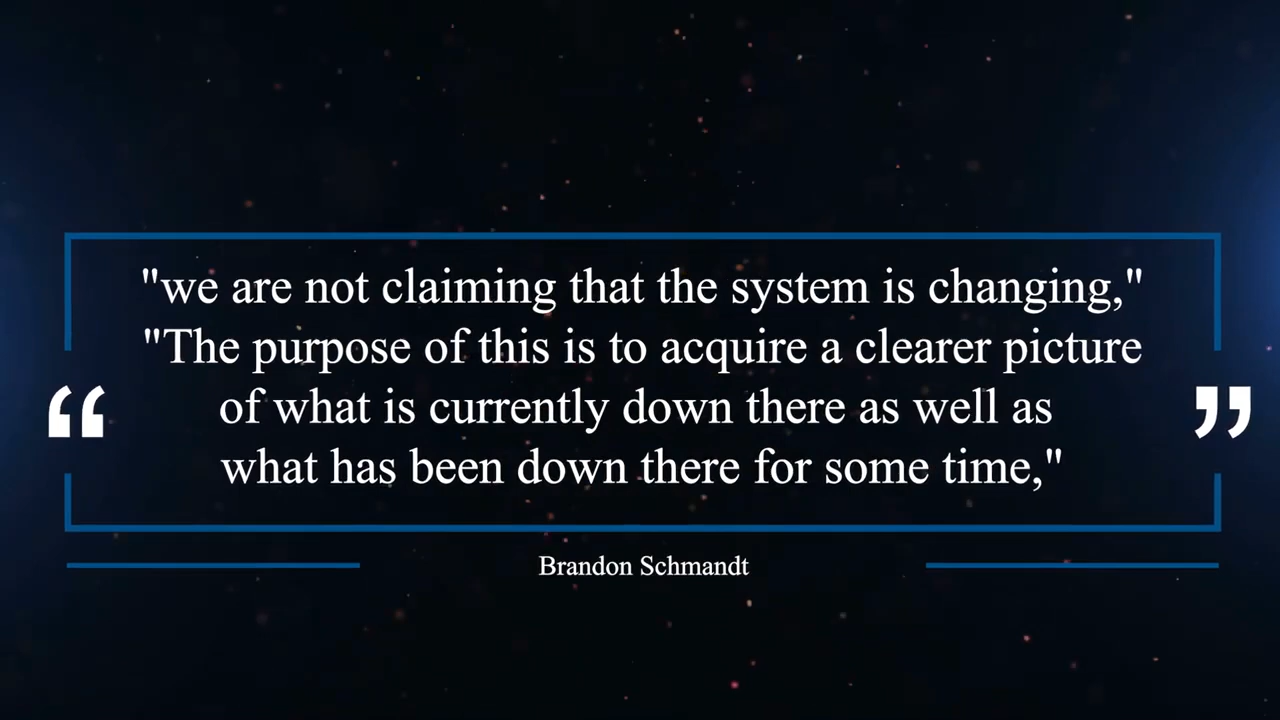 "we are not claiming that the system is changing,"
"The purpose of this is to acquire a clearer picture
of what is currently down there as well as
what has been down there for some time,"
Brandon Schmandt